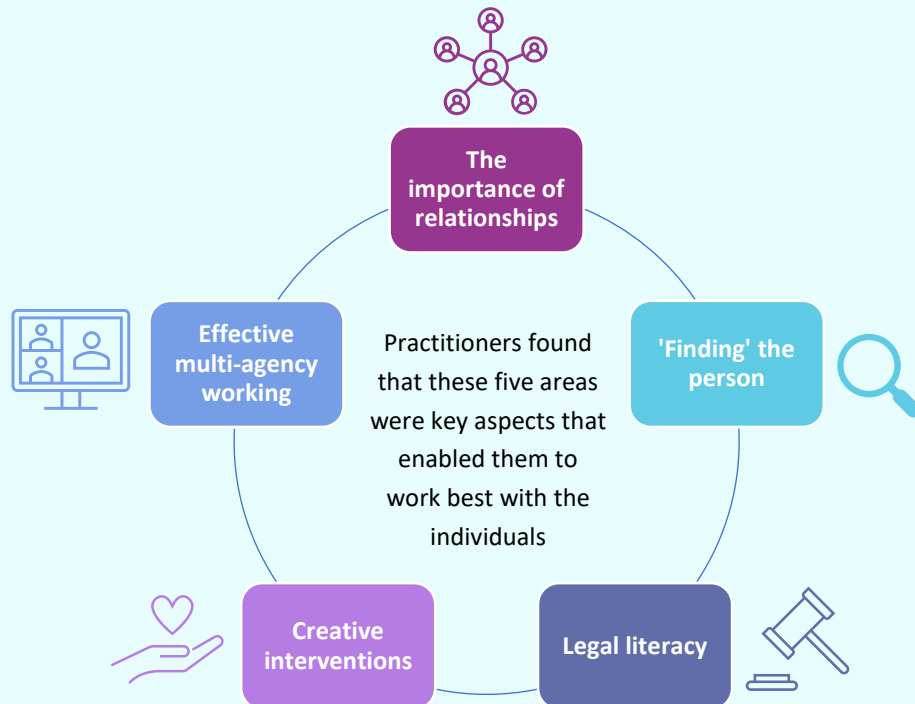 The
importance of
relationships
Effective
multi-agency
working
Practitioners found
that these five areas
were key aspects that
enabled them to
work best with the
individuals
'Finding' the
person
Creative
interventions
Legal literacy